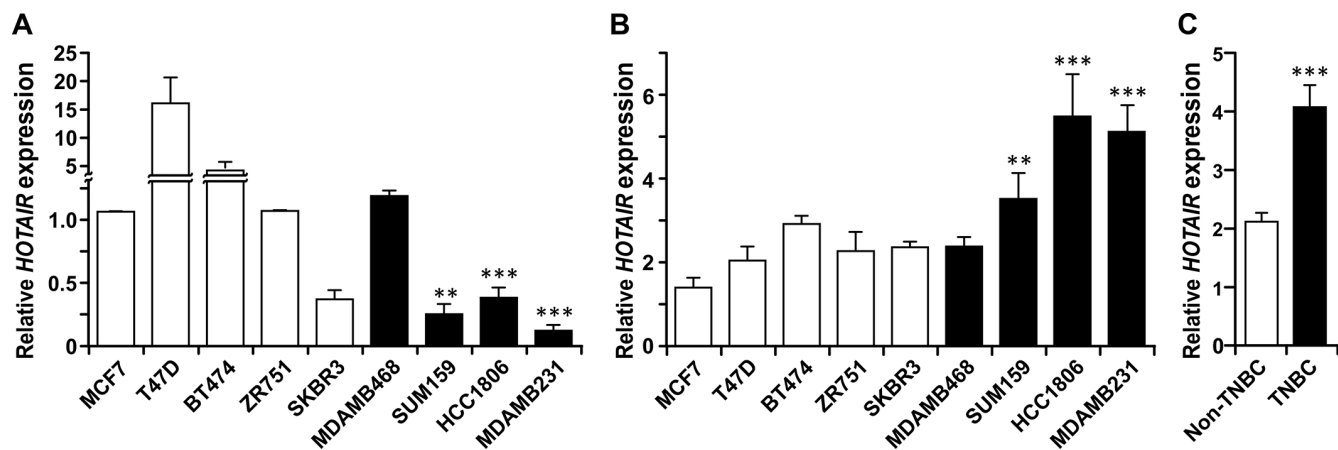 A
Relative HOTAIR expression
25
20
15
10
5
1.0
0.5
0
** *** ***
MCF7
T47D
BT474
ZR751
SKBR3
MDAMB468
SUM159
HCC1806
MDAMB231
B
Relative HOTAIR expression
6
4
2
0
** *** ***
MCF7
T47D
BT474
ZR751
SKBR3
MDAMB468
SUM159
HCC1806
MDAMB231
C
Relative HOTAIR expression
5
4
3
2
1
0
***
Non-TNBC
TNBC